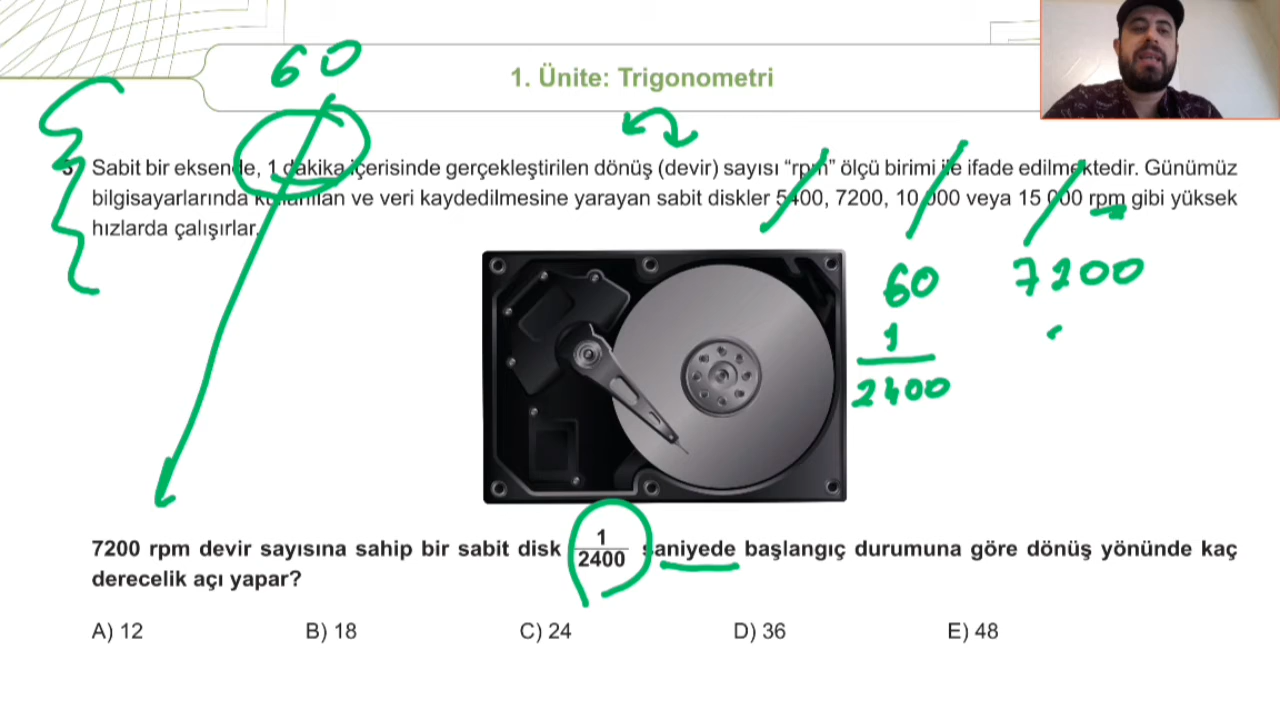 60
1. Ünite: Trigonometri
Sabit bir eksende, 1 dakika içerisinde gerçekleştirilen dönüş (devir) sayısı “rpm” ölçü birimi ile ifade edilmektedir. Günümüz
bilgisayarlarında kullanılan ve veri kaydedilmesine yarayan sabit diskler 5400, 7200, 10 000 veya 15 000 rpm gibi yüksek
hızlarda çalışırlar.
60 7200
1
2400
7200 rpm devir sayısına sahip bir sabit disk 1/2400 saniyede başlangıç durumuna göre dönüş yönünde kaç
derecelik açı yapar?
A) 12 B) 18 C) 24 D) 36 E) 48